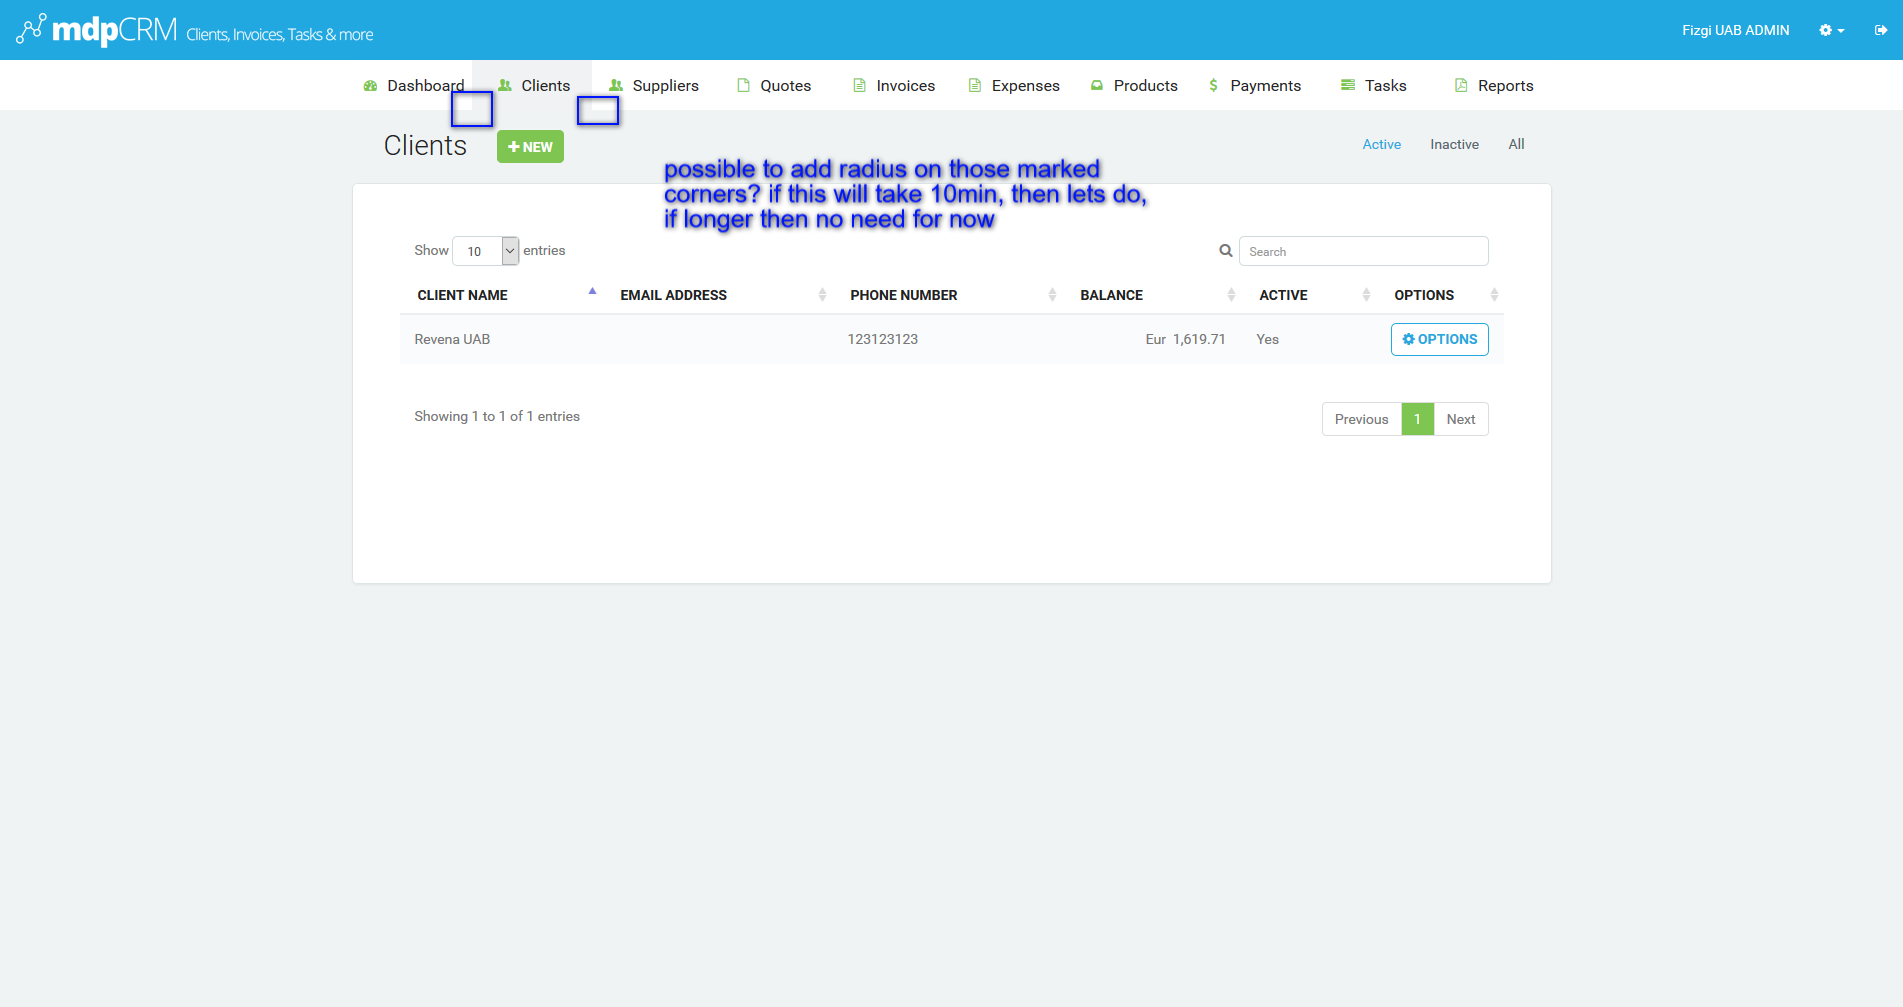 mdpCRM Clients, Invoices, Tasks & more
Fizgi UAB ADMIN
Dashboard Clients Suppliers Quotes Invoices Expenses Products Payments Tasks Reports
Clients
+ NEW
Active Inactive All
possible to add radius on those marked
corners? if this will take 10min, then lets do,
if longer then no need for now
Show 10 entries
Search
CLIENT NAME EMAIL ADDRESS PHONE NUMBER BALANCE ACTIVE OPTIONS
Revena UAB 123123123 Eur 1,619.71 Yes OPTIONS
Showing 1 to 1 of 1 entries
Previous 1 Next